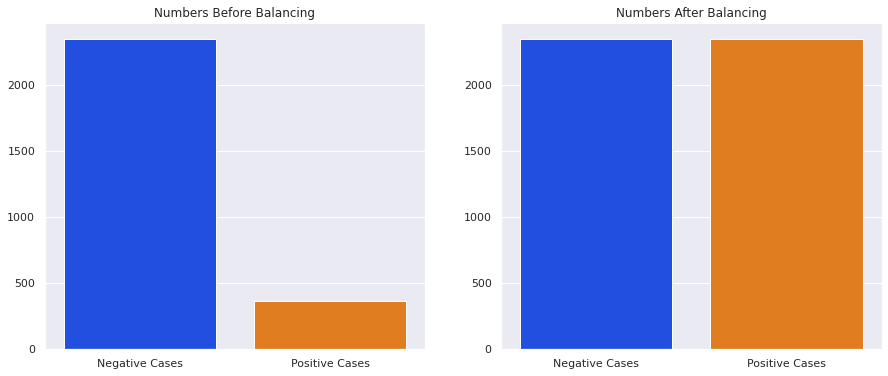 Numbers Before Balancing
2000
1500
1000
500
0
Negative Cases
Positive Cases
Numbers After Balancing
2000
1500
1000
500
0
Negative Cases
Positive Cases